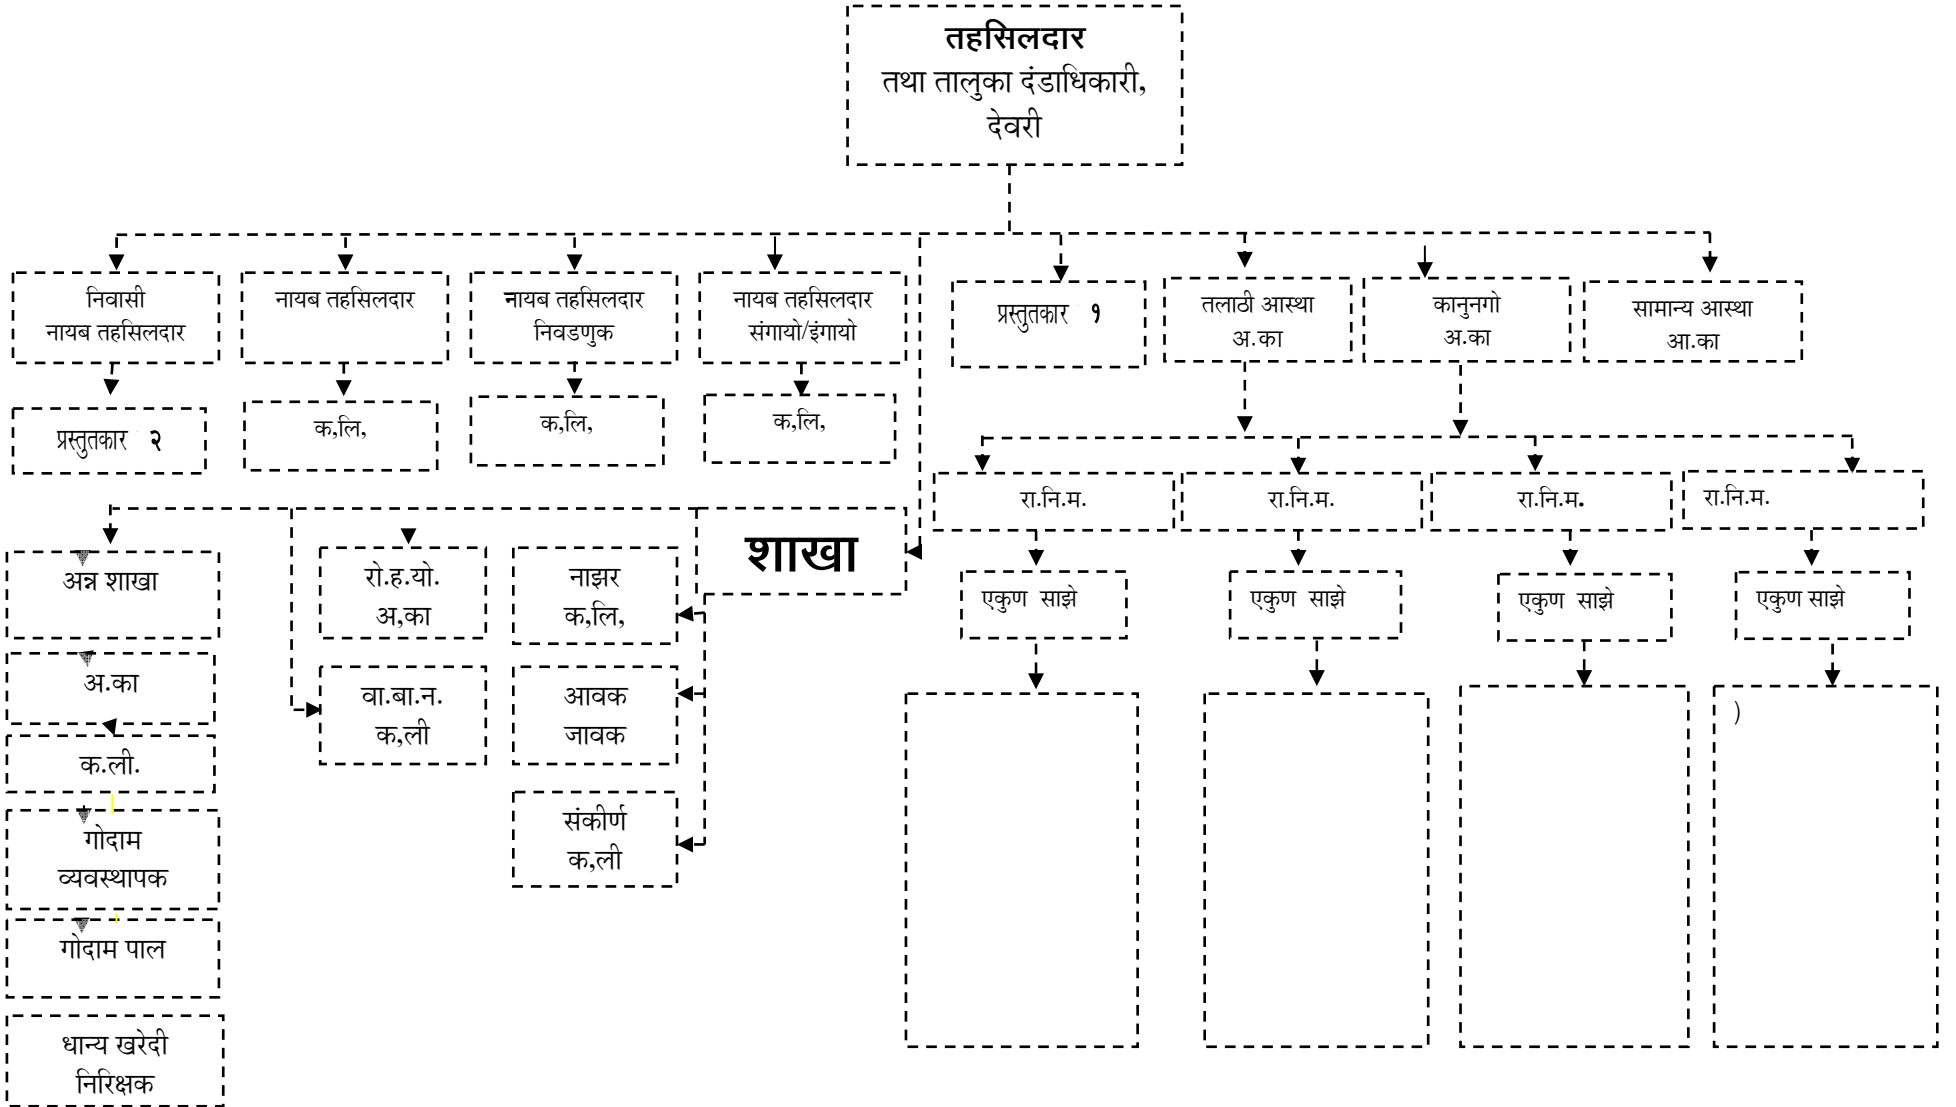 तहसिलदार
तथा तालुका दंडाधिकारी,
देवरी
निवासी
नायब तहसिलदार
नायब तहसिलदार
नायब तहसिलदार
निवडणुक
नायब तहसिलदार
संगायो/इंगायो
प्रस्तुतकार १
तलाठी आस्था
अ.का
कानुनगो
अ.का
सामान्य आस्था
आ.का
प्रस्तुतकार २
क,लि,
क,लि,
क,लि,
रा.नि.म.
रा.नि.म.
रा.नि.म.
रा.नि.म.
शाखा
अन्न शाखा
रो.ह.यो.
अ,का
नाझर
क,लि,
एकुण साझे
एकुण साझे
एकुण साझे
एकुण साझे
अ.का
वा.बा.न.
क,ली
आवक
जावक
)
क.ली.
संकीर्ण
क,ली
गोदाम
व्यवस्थापक
गोदाम पाल
धान्य खरेदी
निरिक्षक